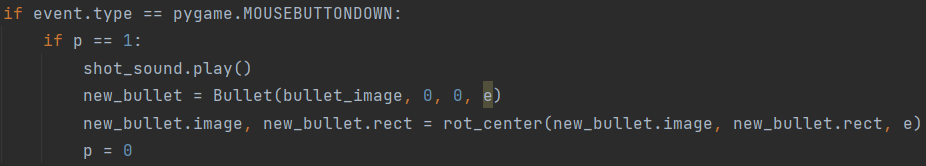 if event.type == pygame.MOUSEBUTTONDOWN:
    if p == 1:
        shot_sound.play()
        new_bullet = Bullet(bullet_image, 0, 0, e)
        new_bullet.image, new_bullet.rect = rot_center(new_bullet.image, new_bullet.rect, e)
        p = 0